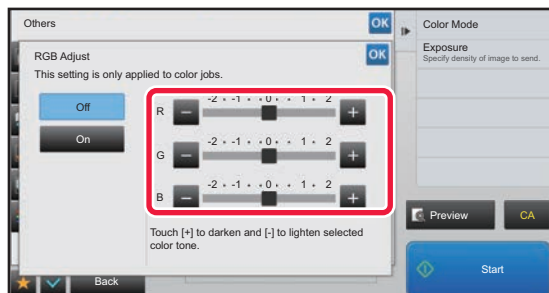 Others
OK
Color Mode
Exposure
Specify density of image to send.
RGB Adjust
OK
This setting is only applied to color jobs.
Off
On
R
-2 -1 0 1 2
- +
G
-2 -1 0 1 2
- +
B
-2 -1 0 1 2
- +
Touch [+] to darken and [-] to lighten selected
color tone.
Preview
CA
Back
Start